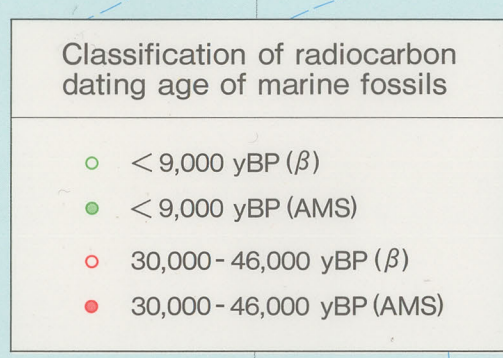 Classification of radiocarbon
dating age of marine fossils
< 9,000 yBP (β)
< 9,000 yBP (AMS)
30,000 - 46,000 yBP (β)
30,000 - 46,000 yBP (AMS)